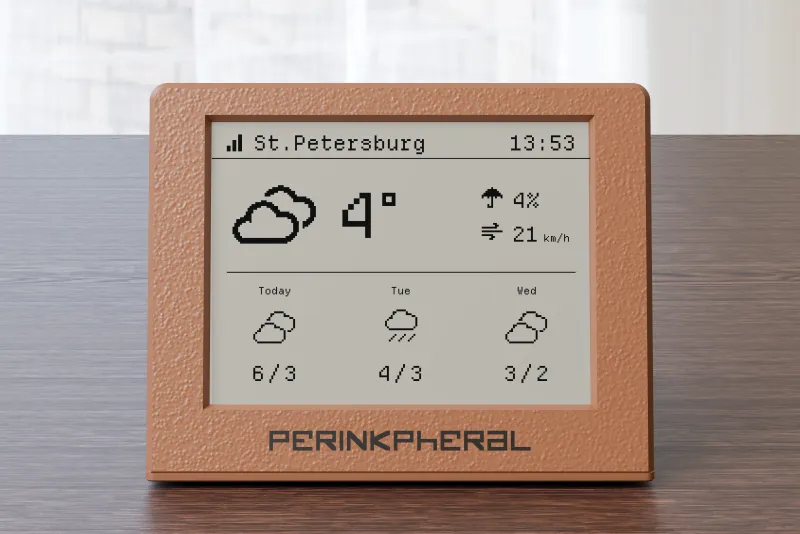 St.Petersburg 13:53
4°
4%
21 km/h
Today Tue Wed
6/3 4/3 3/2
PERINKPHERAL